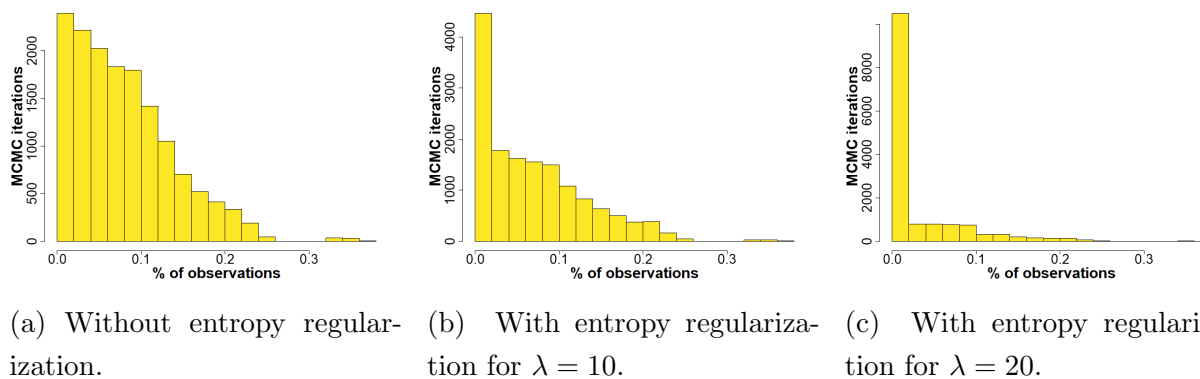 MCMC iterations
2000
1500
1000
500
0
0.0 0.1 0.2 0.3
% of observations
(a) Without entropy regular-
ization.
MCMC iterations
4000
3000
2000
1000
0
0.0 0.1 0.2 0.3
% of observations
(b) With entropy regulariza-
tion for λ = 10.
MCMC iterations
8000
6000
4000
2000
0
0.0 0.1 0.2 0.3
% of observations
(c) With entropy regulari
tion for λ = 20.